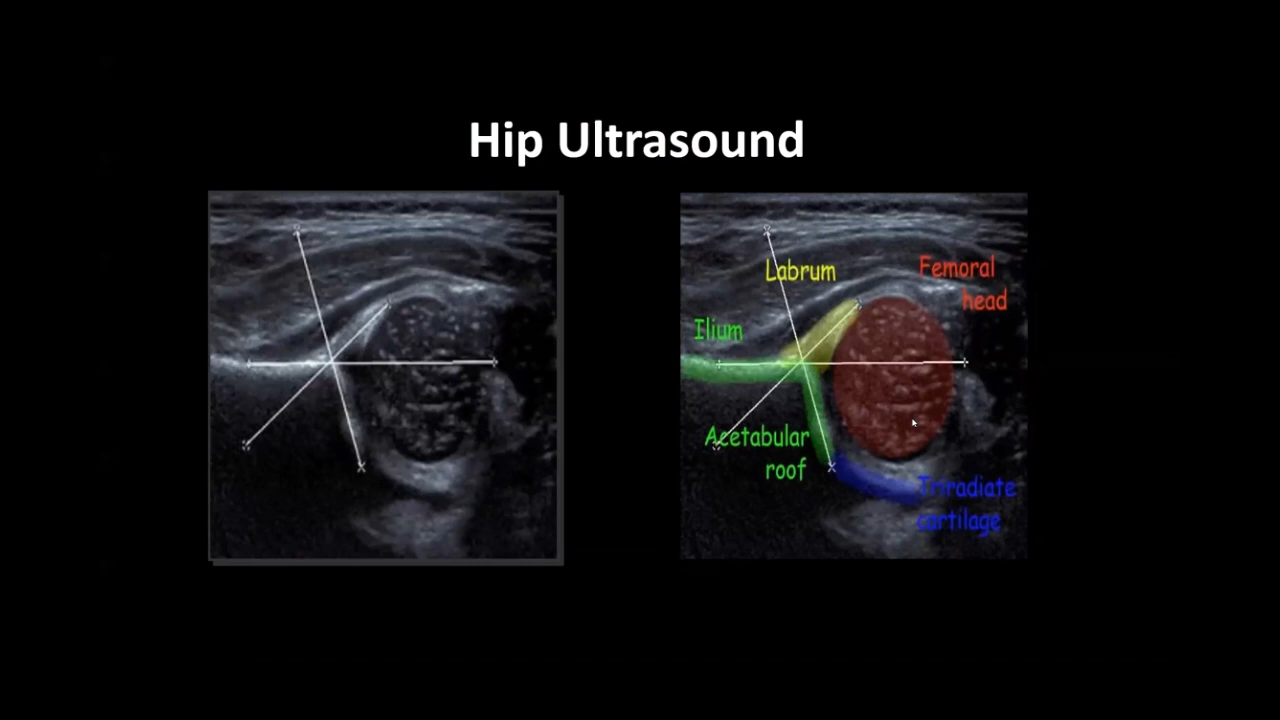 Hip Ultrasound
Labrum
Femoral
head
Ilium
Acetabular
roof
Triradiate
cartilage